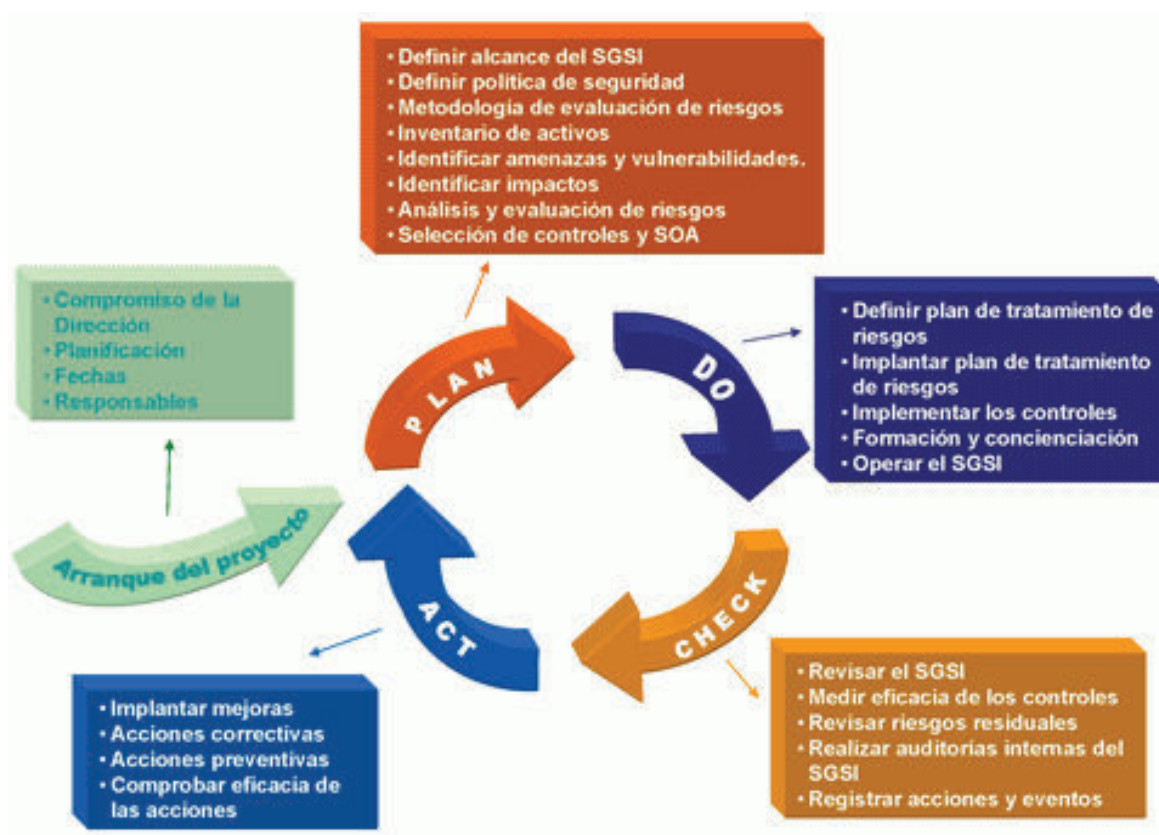 • Definir alcance del SGSI
• Definir política de seguridad
• Metodología de evaluación de riesgos
• Inventario de activos
• Identificar amenazas y vulnerabilidades.
• Identificar impactos
• Análisis y evaluación de riesgos
• Selección de controles y SOA
• Compromiso de la
Dirección
• Planificación
• Fechas
• Responsables
Arranque del proyecto
PLAN
DO
• Definir plan de tratamiento de
riesgos
• Implantar plan de tratamiento
de riesgos
• Implementar los controles
• Formación y concienciación
• Operar el SGSI
CHECK
• Revisar el SGSI
• Medir eficacia de los controles
• Revisar riesgos residuales
• Realizar auditorías internas del
SGSI
• Registrar acciones y eventos
ACT
• Implantar mejoras
• Acciones correctivas
• Acciones preventivas
• Comprobar eficacia de
las acciones